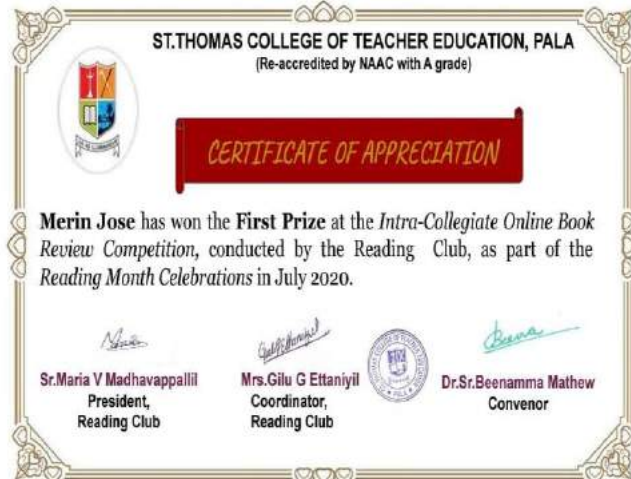 ST.THOMAS COLLEGE OF TEACHER EDUCATION, PALA
(Re-accredited by NAAC with A grade)
CERTIFICATE OF APPRECIATION
Merin Jose has won the First Prize at the Intra-Collegiate Online Book
Review Competition, conducted by the Reading Club, as part of the
Reading Month Celebrations in July 2020.
Sr.Maria V Madhavappallil
President,
Reading Club
Mrs.Gilu G Ettaniyil
Coordinator,
Reading Club
Dr.Sr.Beenamma Mathew
Convenor